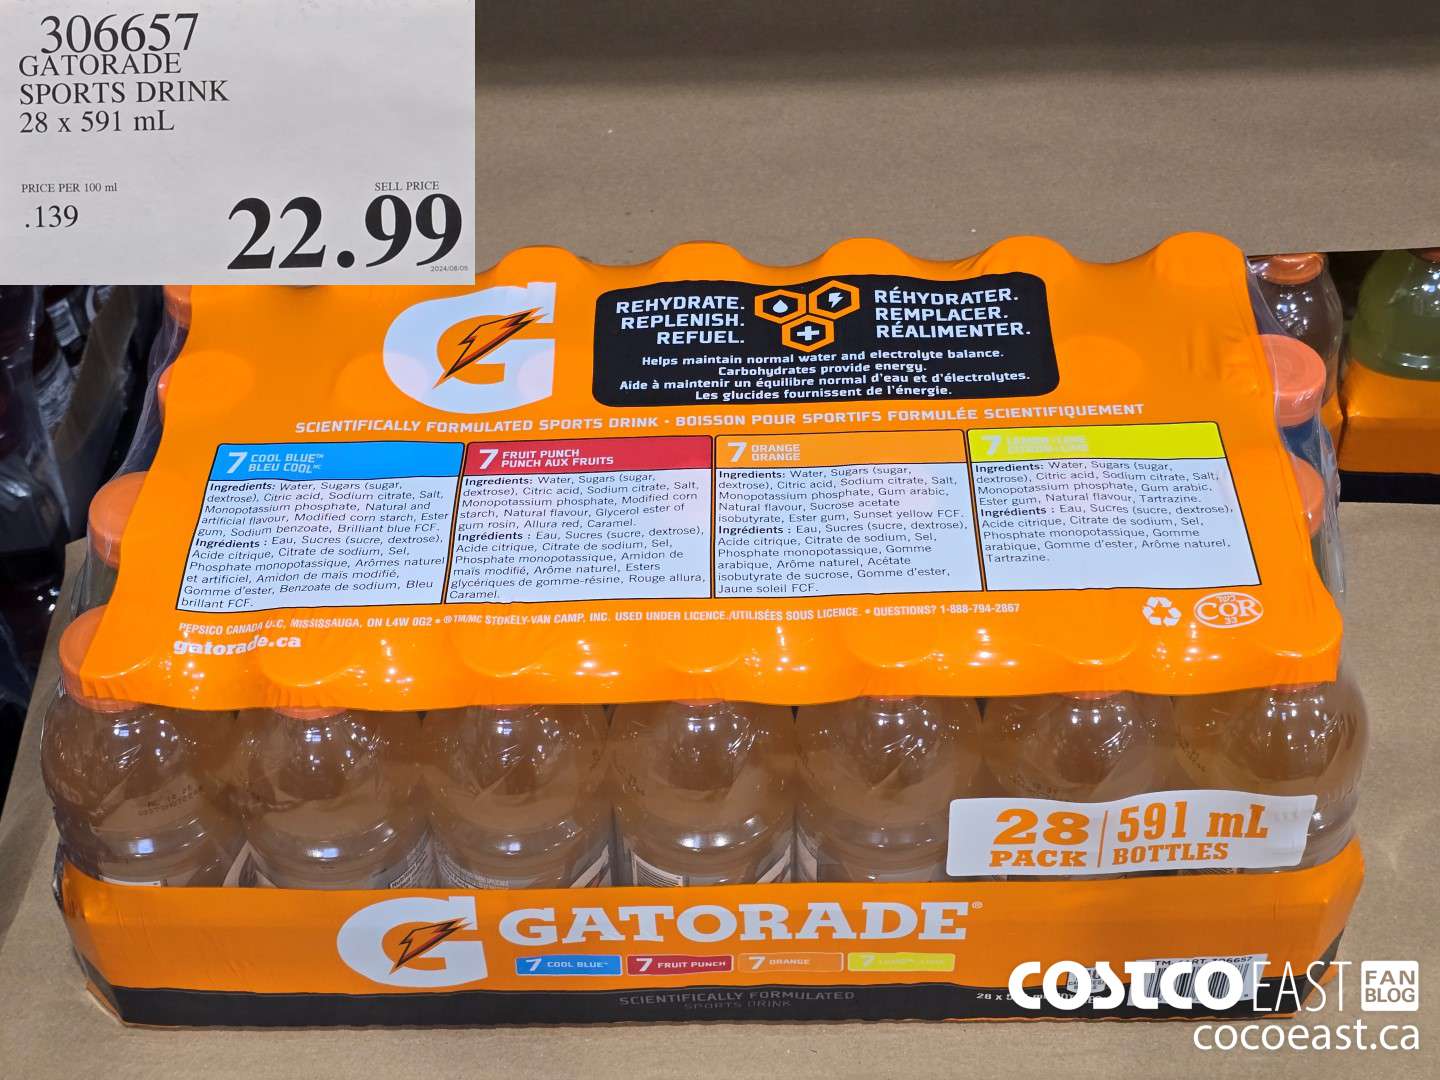 306657
GATORADE
SPORTS DRINK
28 x 591 mL
PRICE PER 100 ml
.139
SELL PRICE
22.99
2024/08/05
G
REHYDRATE.
REPLENISH.
REFUEL.
RÉHYDRATER.
REMPLACER.
RÉALIMENTER.
Helps maintain normal water and electrolyte balance.
Carbohydrates provide energy.
Aide à maintenir un équilibre normal d'eau et d'électrolytes.
Les glucides fournissent de l'énergie.
SCIENTIFICALLY FORMULATED SPORTS DRINK • BOISSON POUR SPORTIFS FORMULÉE SCIENTIFIQUEMENT
7 COOL BLUE™
BLEU COOL MC
Ingredients: Water, Sugars (sugar,
dextrose), Citric acid, Sodium citrate, Salt,
Monopotassium phosphate, Natural and
artificial flavour, Modified corn starch, Ester
gum, Sodium benzoate, Brilliant blue FCF.
Ingrédients : Eau, Sucres (sucre, dextrose),
Acide citrique, Citrate de sodium, Sel,
Phosphate monopotassique, Arômes naturel
et artificiel, Amidon de maïs modifié,
Gomme d'ester, Benzoate de sodium, Bleu
brillant FCF.
7 FRUIT PUNCH
PUNCH AUX FRUITS
Ingredients: Water, Sugars (sugar,
dextrose), Citric acid, Sodium citrate, Salt,
Monopotassium phosphate, Modified corn
starch, Natural flavour, Glycerol ester of
gum rosin, Allura red, Caramel.
Ingrédients : Eau, Sucres (sucre, dextrose),
Acide citrique, Citrate de sodium, Sel,
Phosphate monopotassique, Amidon de
maïs modifié, Arôme naturel, Esters
glycériques de gomme-résine, Rouge allura,
Caramel.
7 ORANGE
ORANGE
Ingredients: Water, Sugars (sugar,
dextrose), Citric acid, Sodium citrate, Salt,
Monopotassium phosphate, Gum arabic,
Natural flavour, Sucrose acetate
isobutyrate, Ester gum, Sunset yellow FCF.
Ingrédients : Eau, Sucres (sucre, dextrose),
Acide citrique, Citrate de sodium, Sel,
Phosphate monopotassique, Gomme
arabique, Arôme naturel, Acétate
isobutyrate de sucrose, Gomme d'ester,
Jaune soleil FCF.
7 LEMON-LIME
CITRON-LIME
Ingredients: Water, Sugars (sugar,
dextrose), Citric acid, Sodium citrate, Salt,
Monopotassium phosphate, Gum arabic,
Ester gum, Natural flavour, Tartrazine.
Ingrédients : Eau, Sucres (sucre, dextrose),
Acide citrique, Citrate de sodium, Sel,
Phosphate monopotassique, Gomme
arabique, Gomme d'ester, Arôme naturel,
Tartrazine.
PEPSICO CANADA ULC, MISSISSAUGA, ON L4W 0G2 • ®™/MC STOKELY-VAN CAMP, INC. USED UNDER LICENCE./UTILISÉES SOUS LICENCE. • QUESTIONS? 1-888-794-2867
gatorade.ca
כשר
COR
33
28
PACK
591 mL
BOTTLES
G GATORADE®
7 COOL BLUE™ 7 FRUIT PUNCH 7 ORANGE 7 LEMON-LIME
SCIENTIFICALLY FORMULATED
SPORTS DRINK
28 x
306657
COSTCO EAST FAN
BLOG
cocoeast.ca